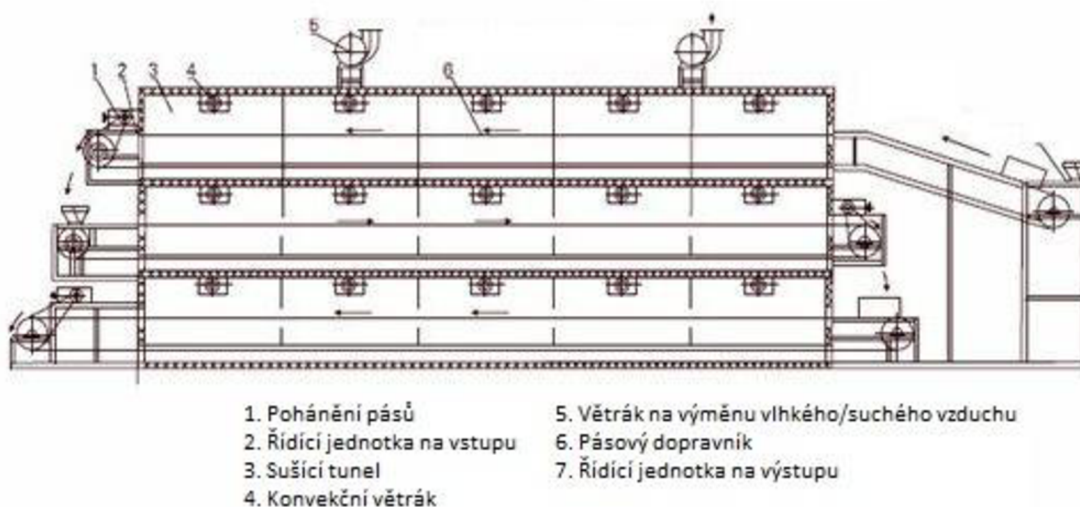 5
1 2 3 4 6
1. Pohánění pásů
2. Řídící jednotka na vstupu
3. Sušící tunel
4. Konvekční větrák
5. Větrák na výměnu vlhkého/suchého vzduchu
6. Pásový dopravník
7. Řídící jednotka na výstupu